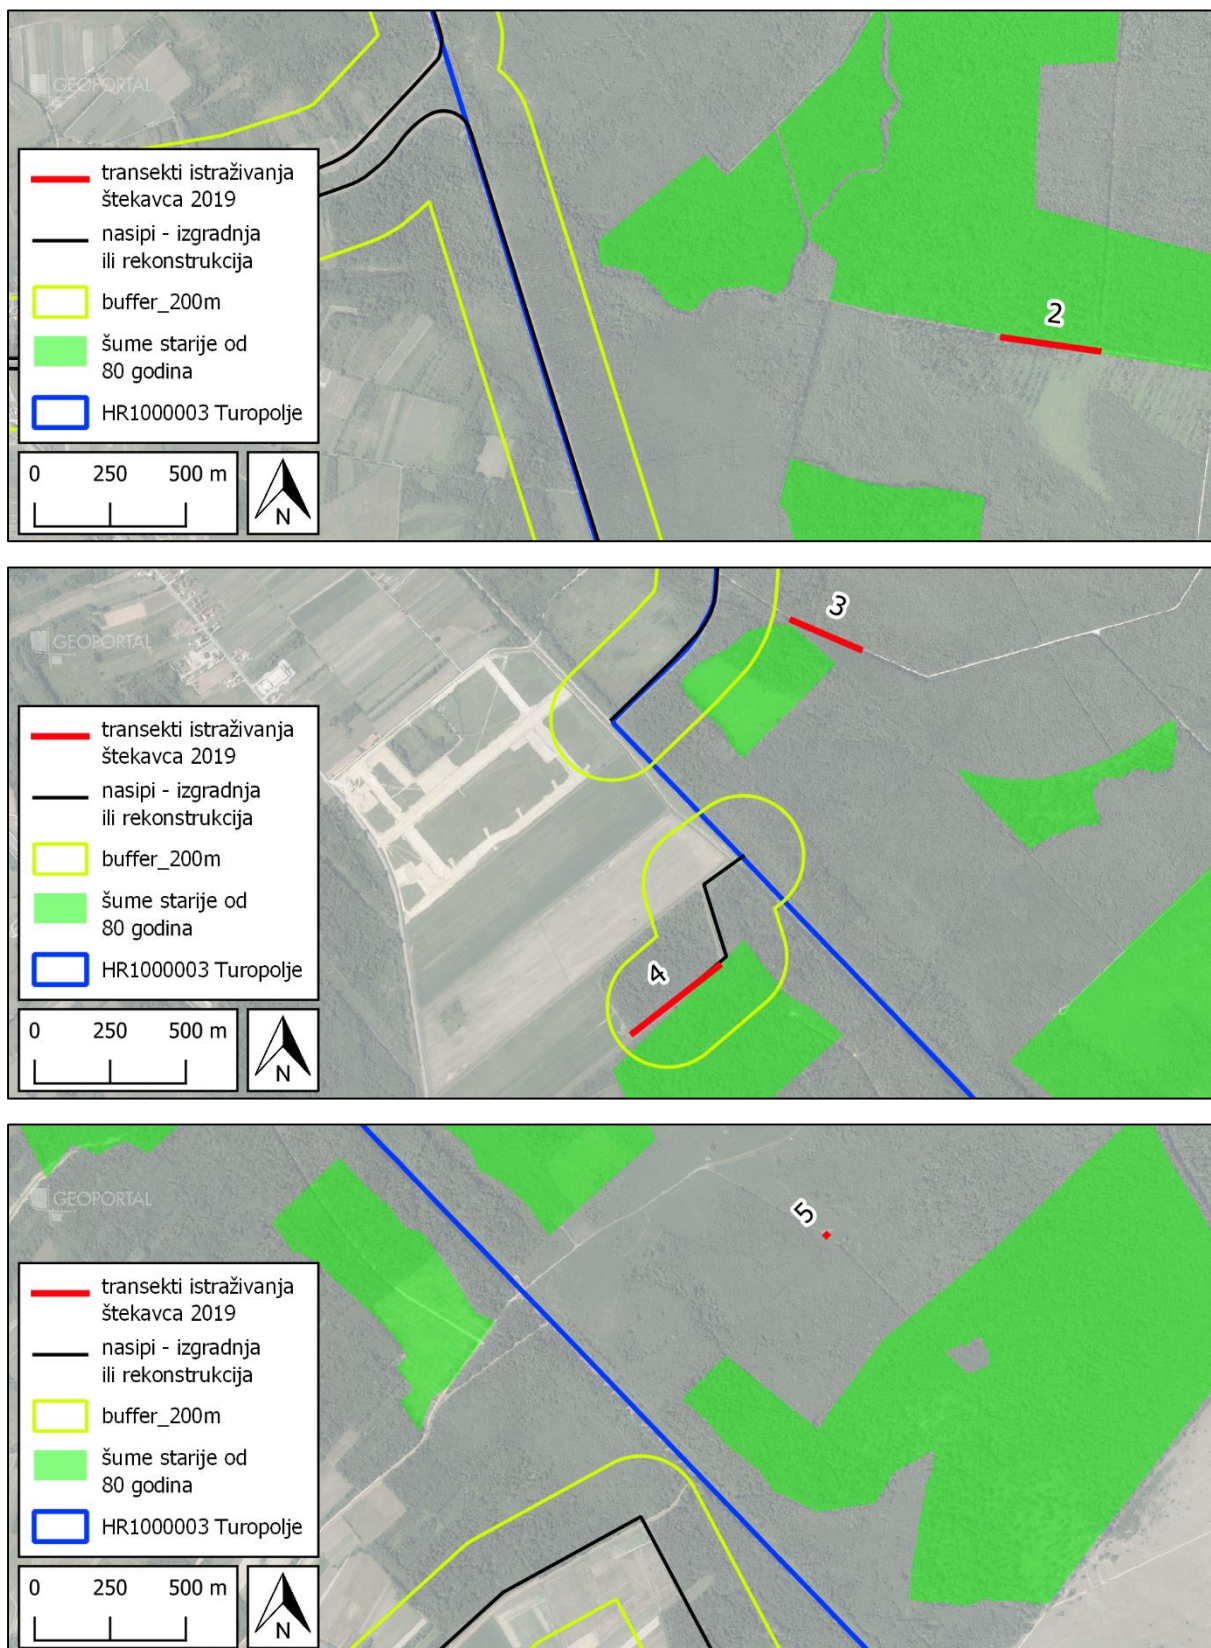 GEOPORTAL
2
transekti istraživanja
štekavca 2019
nasipi - izgradnja
ili rekonstrukcija
buffer_200m
šume starije od
80 godina
HR1000003 Turopolje
0 250 500 m
N
GEOPORTAL
3
4
transekti istraživanja
štekavca 2019
nasipi - izgradnja
ili rekonstrukcija
buffer_200m
šume starije od
80 godina
HR1000003 Turopolje
0 250 500 m
N
GEOPORTAL
5
transekti istraživanja
štekavca 2019
nasipi - izgradnja
ili rekonstrukcija
buffer_200m
šume starije od
80 godina
HR1000003 Turopolje
0 250 500 m
N